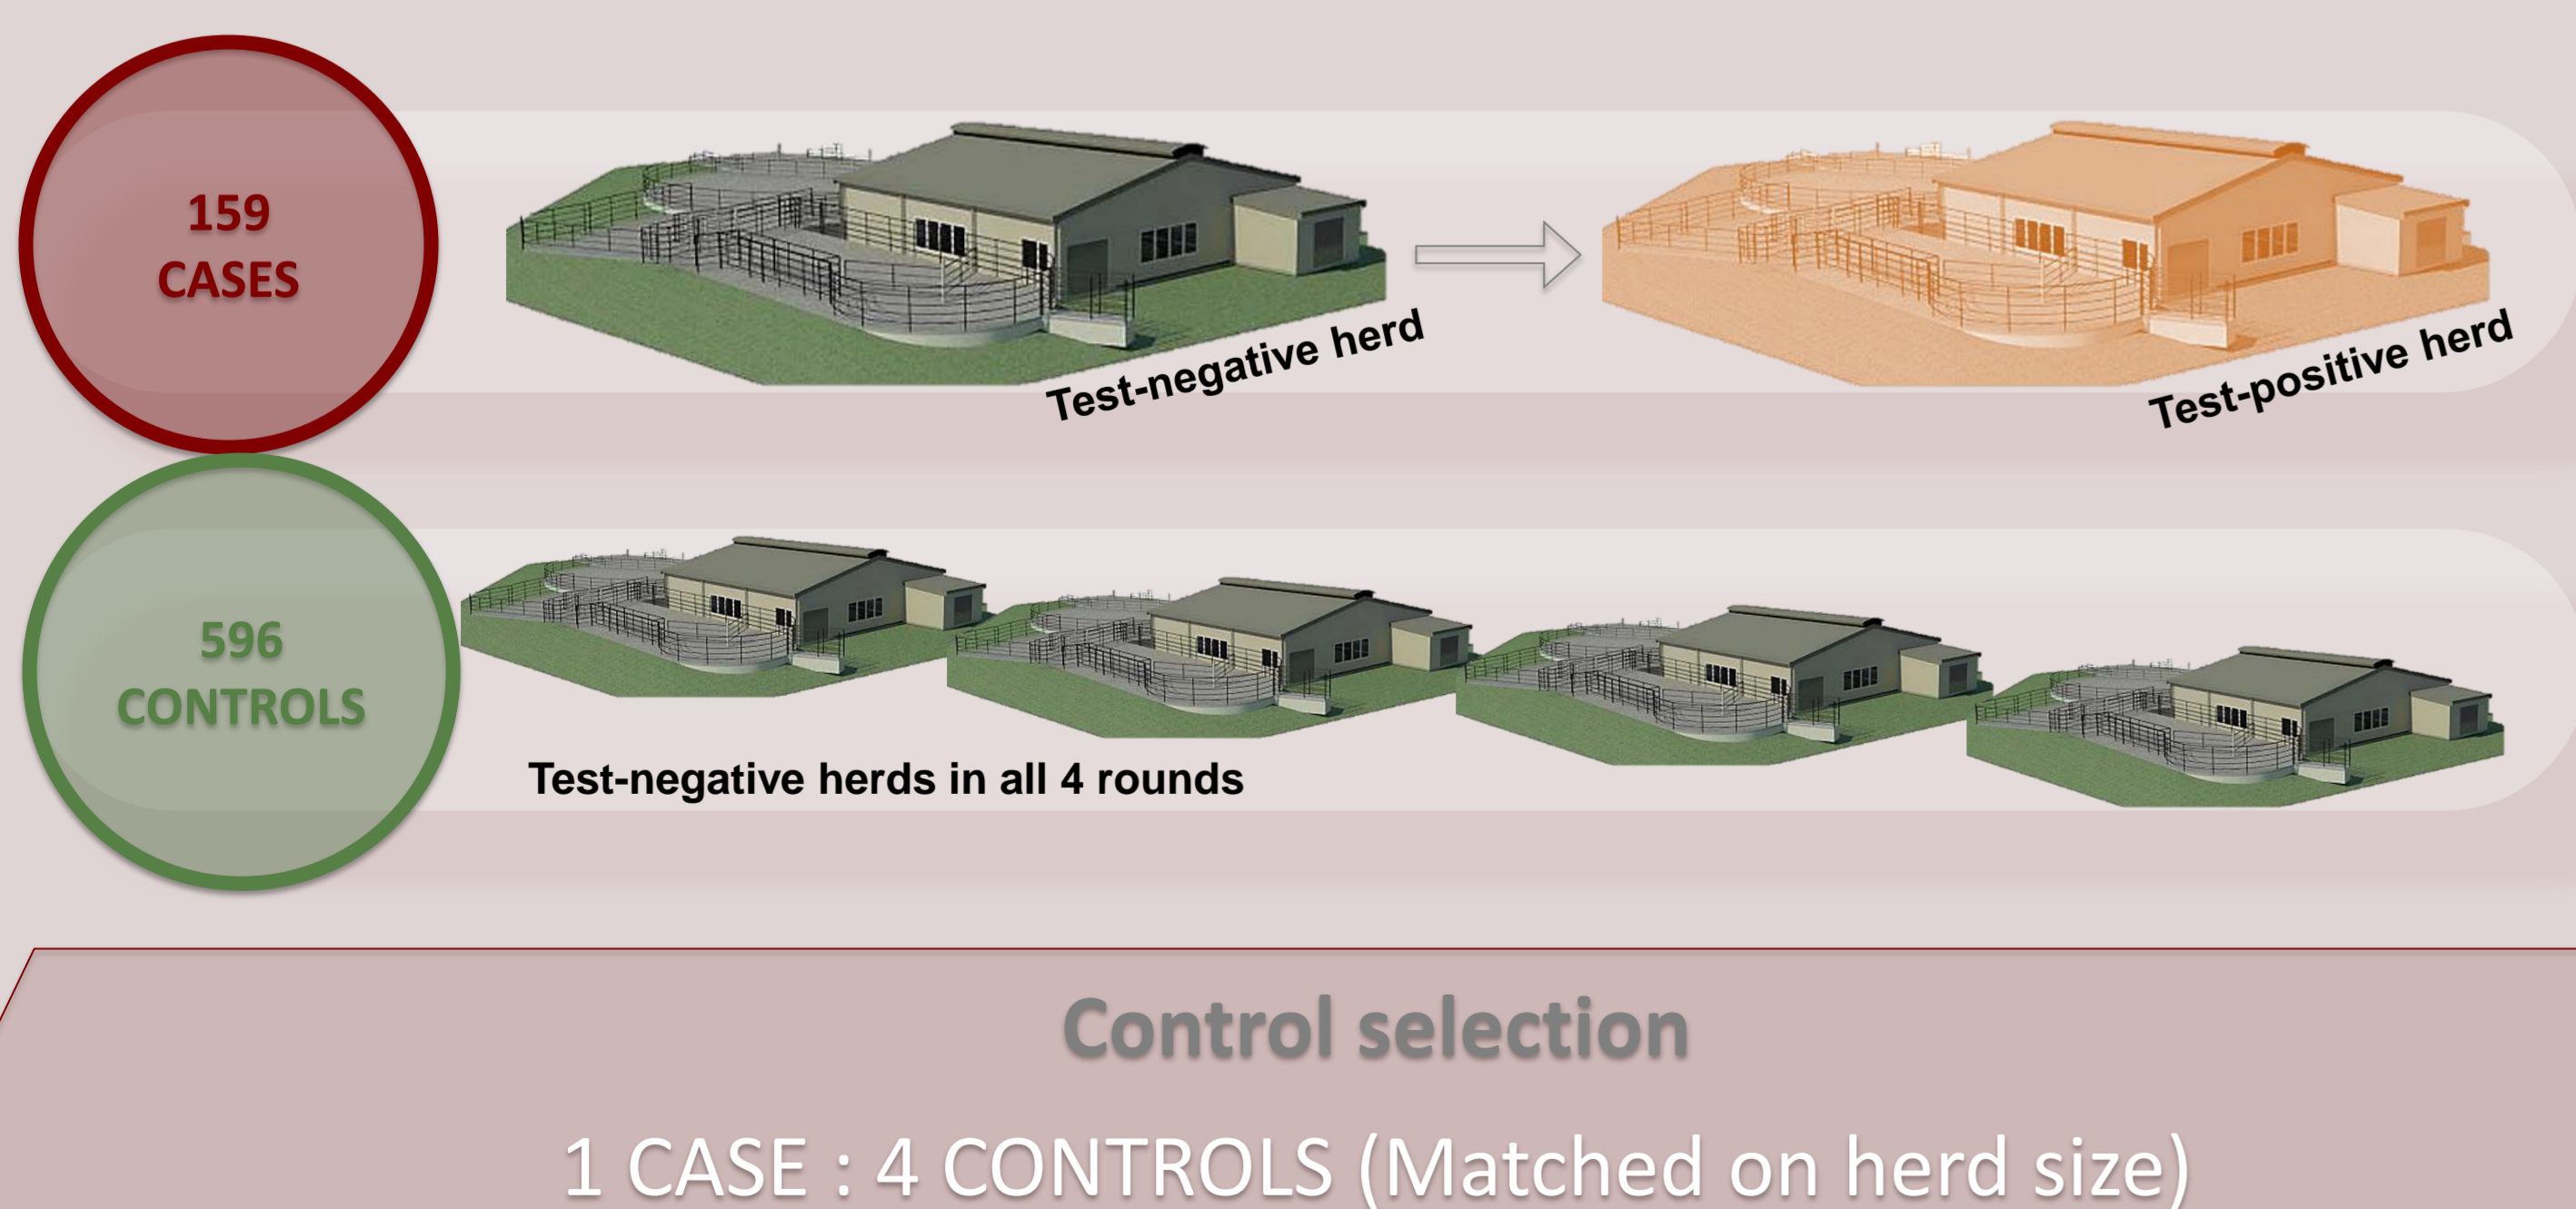 159
CASES
Test-negative herd
Test-positive herd
596
CONTROLS
Test-negative herds in all 4 rounds
Control selection
1 CASE : 4 CONTROLS (Matched on herd size)